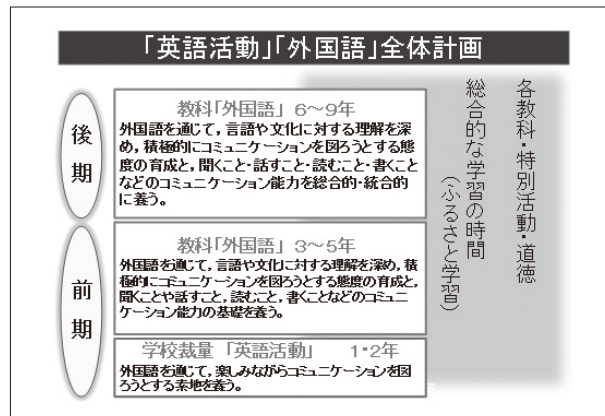 「英語活動」「外国語」全体計画
後期
教科「外国語」 6～9年
外国語を通じて，言語や文化に対する理解を深
め，積極的にコミュニケーションを図ろうとする態
度の育成と，聞くこと・話すこと・読むこと・書くこと
などのコミュニケーション能力を総合的・統合的
に養う。
前期
教科「外国語」 3～5年
外国語を通じて，言語や文化に対する理解を深め，積
極的にコミュニケーションを図ろうとする態度の育成と，
聞くことや話すこと，読むこと，書くことなどのコミュニ
ケーション能力の基礎を養う。
学校裁量 「英語活動」 1・2年
外国語を通じて，楽しみながらコミュニケーションを図
ろうとする素地を養う。
各教科・特別活動・道徳
総合的な学習の時間
（ふるさと学習）